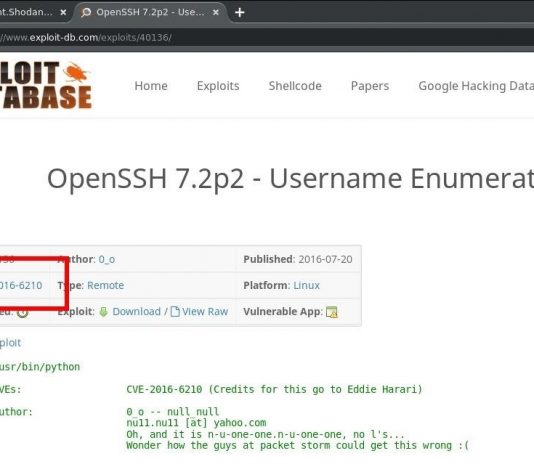 nt.Shodan... × OpenSSH 7.2p2 - Use... × +
//www.exploit-db.com/exploits/40136/
PLOIT
TABASE
Home Exploits Shellcode Papers Google Hacking Data
OpenSSH 7.2p2 - Username Enumerat
Author: 0_o Published: 2016-07-20
016-6210 Type: Remote Platform: Linux
ed: Exploit: Download / View Raw Vulnerable App:
ploit
usr/bin/python
VEs: CVE-2016-6210 (Credits for this go to Eddie Harari)
uthor: 0_o -- null_null
nu11.nu11 [at] yahoo.com
Oh, and it is n-u-one-one.n-u-one-one, no l's...
Wonder how the guys at packet storm could get this wrong :(